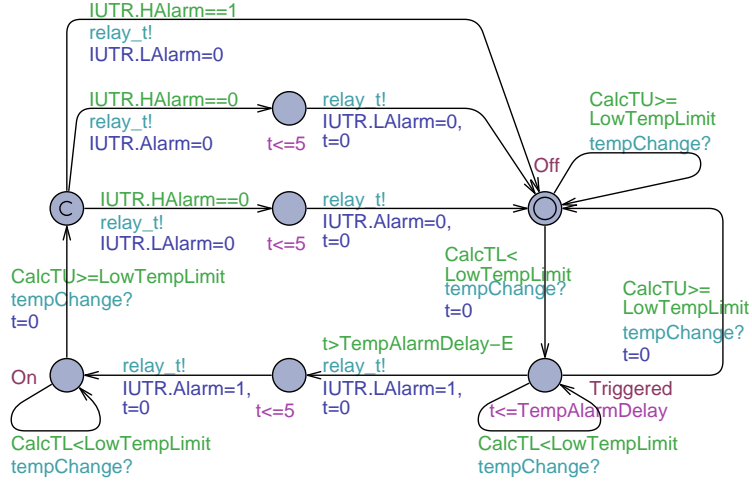 IUTR.HAlarm==1
relay_t!
IUTR.LAlarm=0
IUTR.HAlarm==0
relay_t!
IUTR.Alarm=0
t<=5
relay_t!
IUTR.LAlarm=0,
t=0
CalcTU>=
LowTempLimit
tempChange?
Off
C
IUTR.HAlarm==0
relay_t!
IUTR.LAlarm=0
t<=5
relay_t!
IUTR.Alarm=0,
t=0
CalcTU>=LowTempLimit
tempChange?
t=0
CalcTL<
LowTempLimit
tempChange?
t=0
CalcTU>=
LowTempLimit
tempChange?
t=0
On
relay_t!
IUTR.Alarm=1,
t=0
t<=5
t>TempAlarmDelay−E
relay_t!
IUTR.LAlarm=1,
t=0
Triggered
t<=TempAlarmDelay
CalcTL<LowTempLimit
tempChange?
CalcTL<LowTempLimit
tempChange?